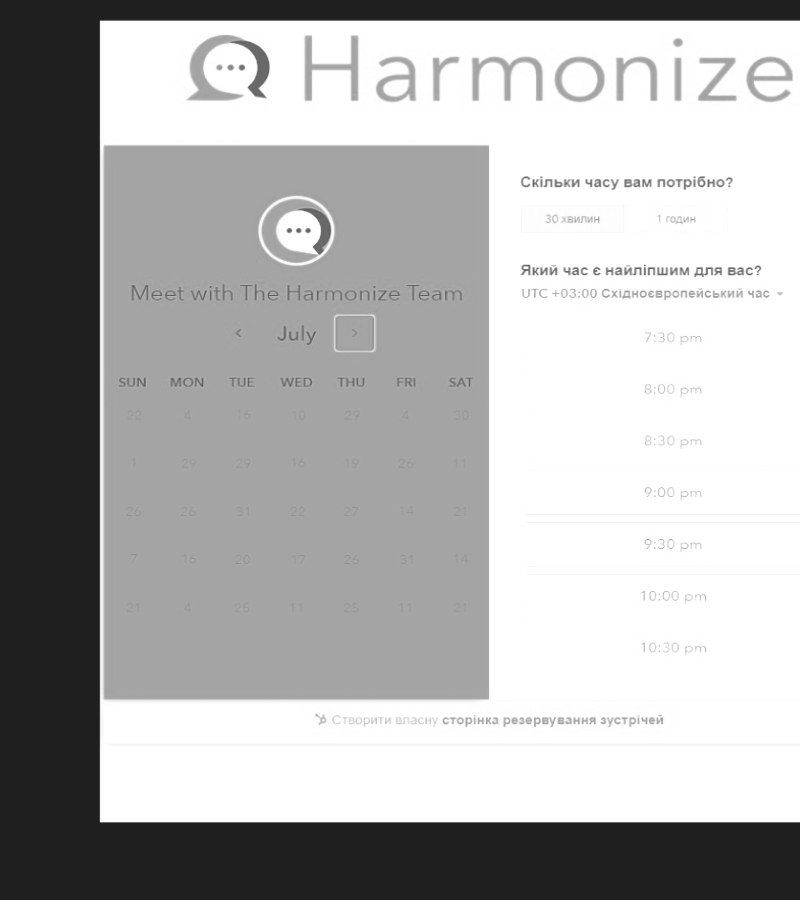 Harmonize
Meet with The Harmonize Team
July
SUN MON TUE WED THU FRI SAT
22 4 16 10 29 4 30
1 29 29 16 19 26 11
26 26 31 22 27 14 21
7 16 20 17 26 31 14
21 4 25 11 25 11 21
Скільки часу вам потрібно?
30 хвилин 1 годин
Який час є найліпшим для вас?
UTC +03:00 Східноєвропейський час
7:30 pm
8:00 pm
8:30 pm
9:00 pm
9:30 pm
10:00 pm
10:30 pm
Створити власну сторінка резервування зустрічей